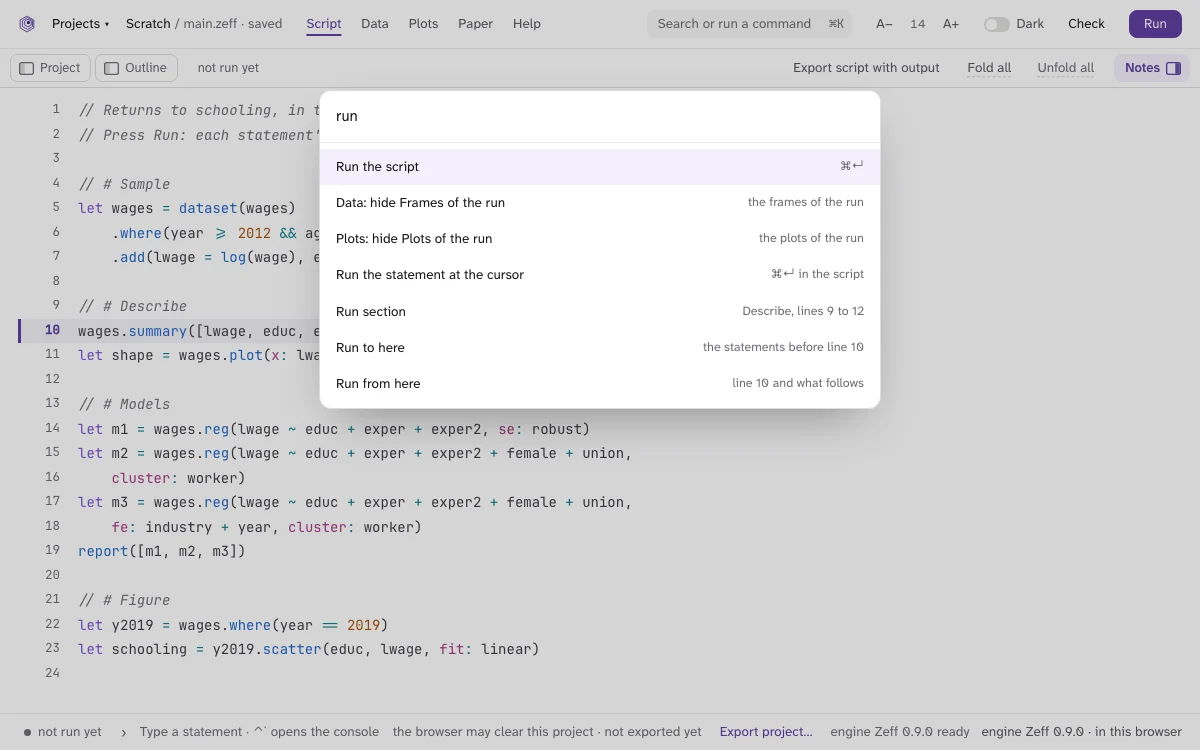 Projects ▾ Scratch / main.zeff · saved Script Data Plots Paper Help Search or run a command ⌘K A– 14 A+ Dark Check Run
Project Outline not run yet Export script with output Fold all Unfold all Notes
1 // Returns to schooling, in t
2 // Press Run: each statement'
3
4 // # Sample
5 let wages = dataset(wages)
6 .where(year ⩾ 2012 && ag
7 .add(lwage = log(wage), e
8
9 // # Describe
10 wages.summary([lwage, educ, e
11 let shape = wages.plot(x: lwa
12
13 // # Models
14 let m1 = wages.reg(lwage ~ educ + exper + exper2, se: robust)
15 let m2 = wages.reg(lwage ~ educ + exper + exper2 + female + union,
16 cluster: worker)
17 let m3 = wages.reg(lwage ~ educ + exper + exper2 + female + union,
18 fe: industry + year, cluster: worker)
19 report([m1, m2, m3])
20
21 // # Figure
22 let y2019 = wages.where(year == 2019)
23 let schooling = y2019.scatter(educ, lwage, fit: linear)
24
run
Run the script ⌘↵
Data: hide Frames of the run the frames of the run
Plots: hide Plots of the run the plots of the run
Run the statement at the cursor ⌘↵ in the script
Run section Describe, lines 9 to 12
Run to here the statements before line 10
Run from here line 10 and what follows
● not run yet › Type a statement · ^` opens the console the browser may clear this project · not exported yet Export project… engine Zeff 0.9.0 ready engine Zeff 0.9.0 · in this browser